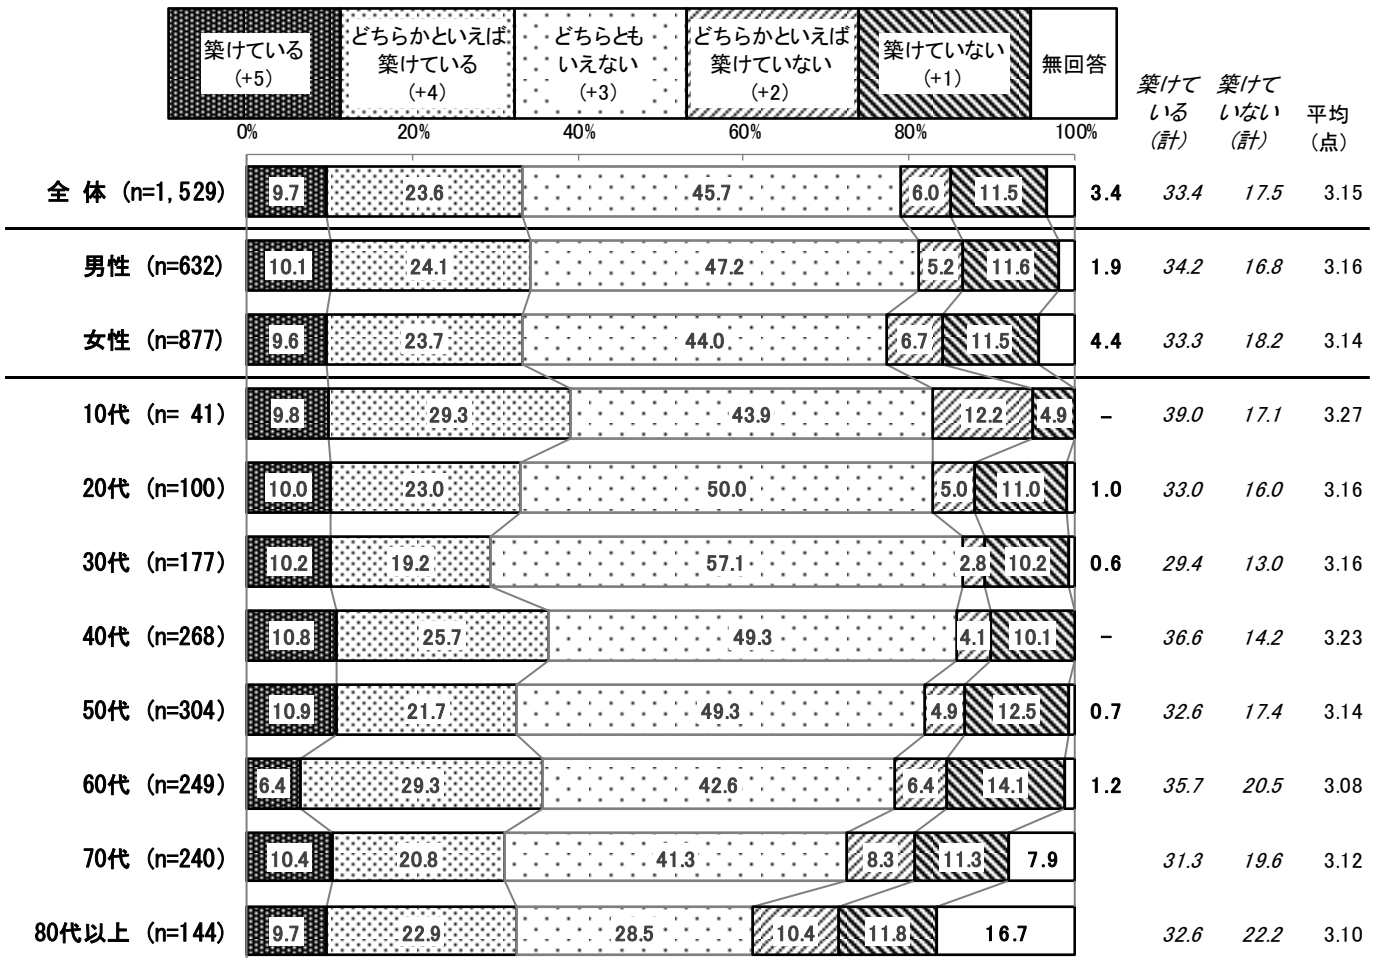 築けている (+5)
どちらかといえば 築けている (+4)
どちらとも いえない (+3)
どちらかといえば 築けていない (+2)
築けていない (+1)
無回答
築けて いる (計)
築けて いない (計)
平均 (点)
0% 20% 40% 60% 80% 100%
全 体 (n=1,529) 9.7 23.6 45.7 6.0 11.5 3.4 33.4 17.5 3.15
男性 (n=632) 10.1 24.1 47.2 5.2 11.6 1.9 34.2 16.8 3.16
女性 (n=877) 9.6 23.7 44.0 6.7 11.5 4.4 33.3 18.2 3.14
10代 (n= 41) 9.8 29.3 43.9 12.2 4.9 – 39.0 17.1 3.27
20代 (n=100) 10.0 23.0 50.0 5.0 11.0 1.0 33.0 16.0 3.16
30代 (n=177) 10.2 19.2 57.1 2.8 10.2 0.6 29.4 13.0 3.16
40代 (n=268) 10.8 25.7 49.3 4.1 10.1 – 36.6 14.2 3.23
50代 (n=304) 10.9 21.7 49.3 4.9 12.5 0.7 32.6 17.4 3.14
60代 (n=249) 6.4 29.3 42.6 6.4 14.1 1.2 35.7 20.5 3.08
70代 (n=240) 10.4 20.8 41.3 8.3 11.3 7.9 31.3 19.6 3.12
80代以上 (n=144) 9.7 22.9 28.5 10.4 11.8 16.7 32.6 22.2 3.10